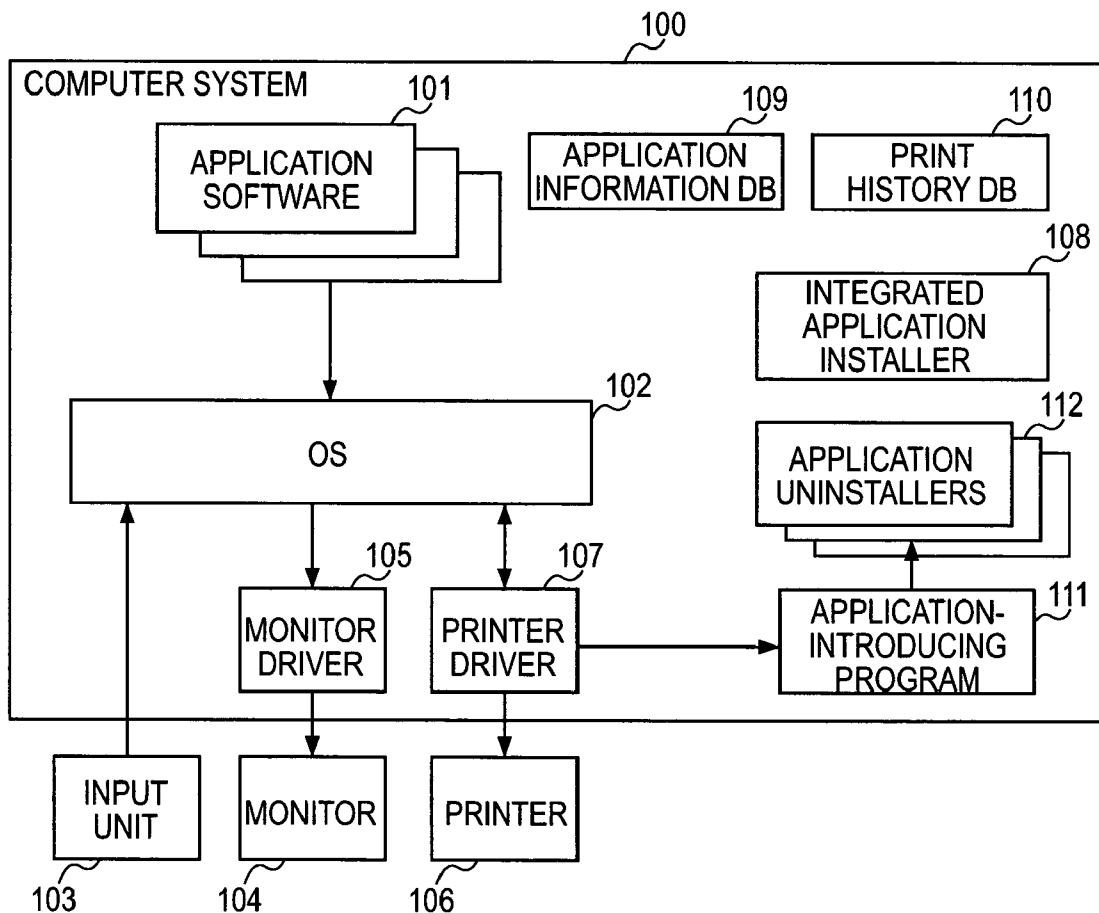 100
COMPUTER SYSTEM
101
APPLICATION
SOFTWARE
109
APPLICATION
INFORMATION DB
110
PRINT
HISTORY DB
108
INTEGRATED
APPLICATION
INSTALLER
102
OS
112
APPLICATION
UNINSTALLERS
105
MONITOR
DRIVER
107
PRINTER
DRIVER
111
APPLICATION-
INTRODUCING
PROGRAM
INPUT
UNIT
103
MONITOR
104
PRINTER
106